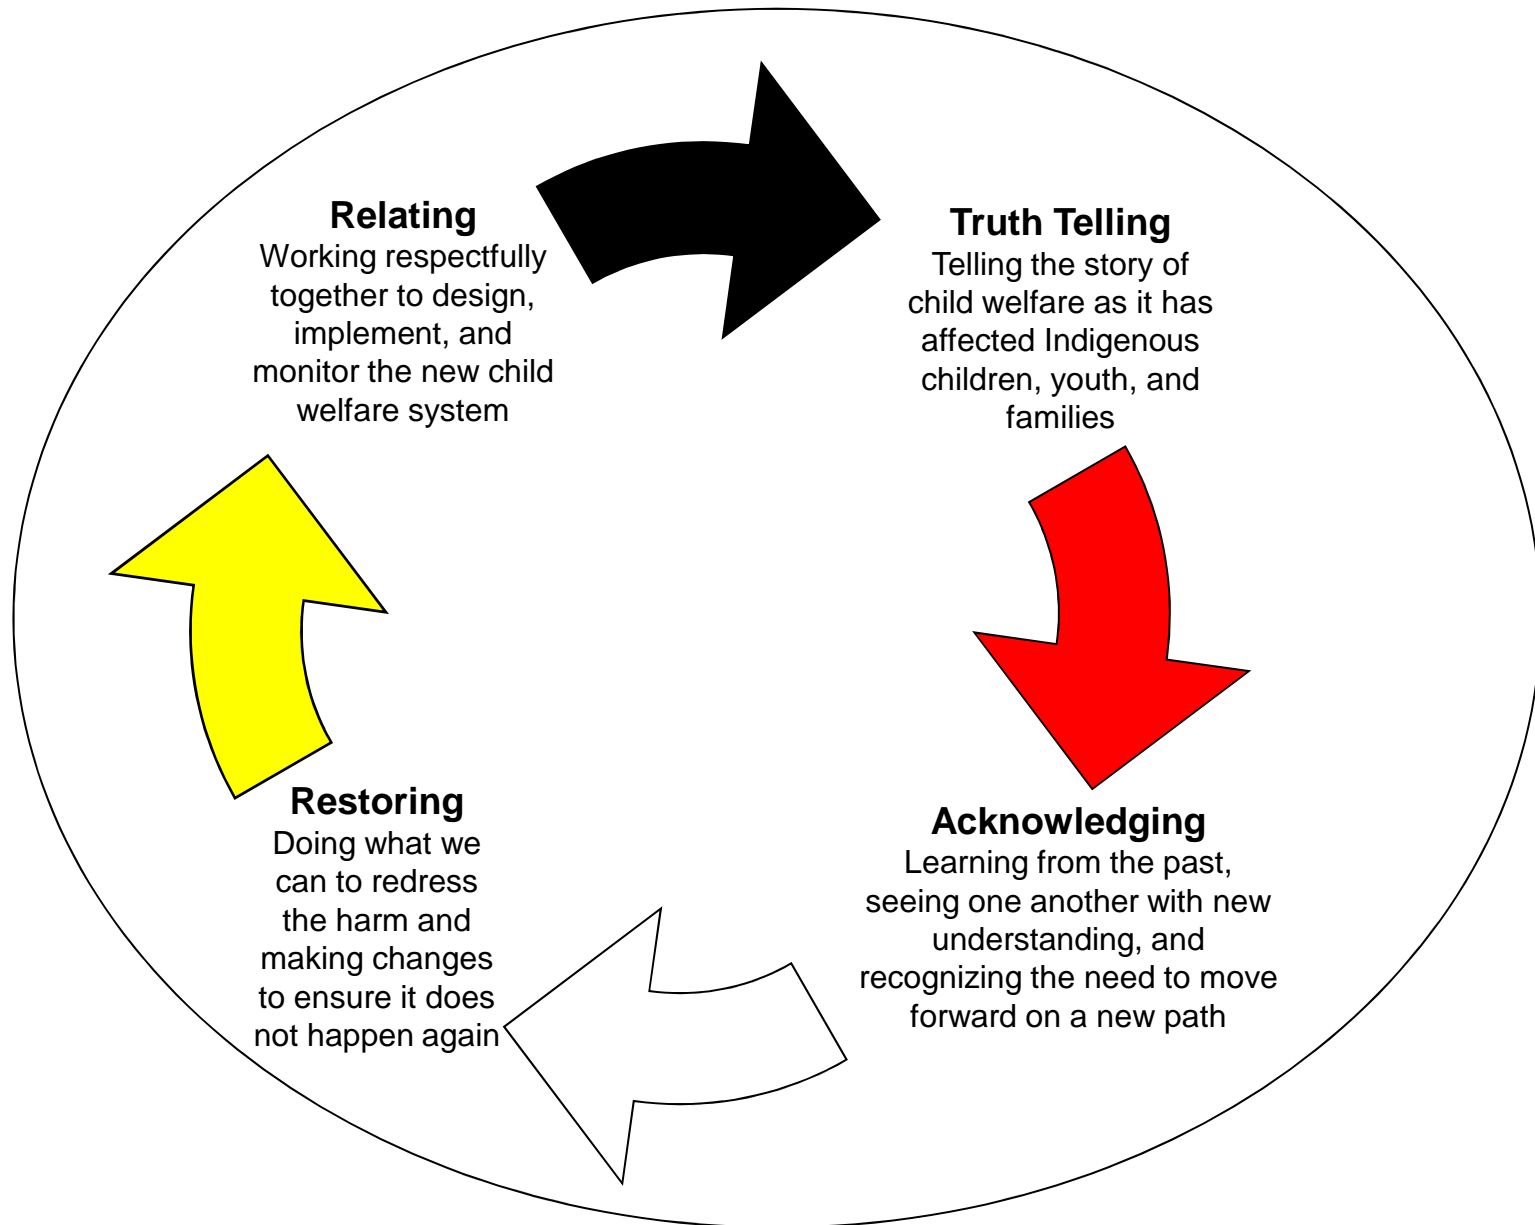 Relating
Working respectfully
together to design,
implement, and
monitor the new child
welfare system
Truth Telling
Telling the story of
child welfare as it has
affected Indigenous
children, youth, and
families
Acknowledging
Learning from the past,
seeing one another with new
understanding, and
recognizing the need to move
forward on a new path
Restoring
Doing what we
can to redress
the harm and
making changes
to ensure it does
not happen again